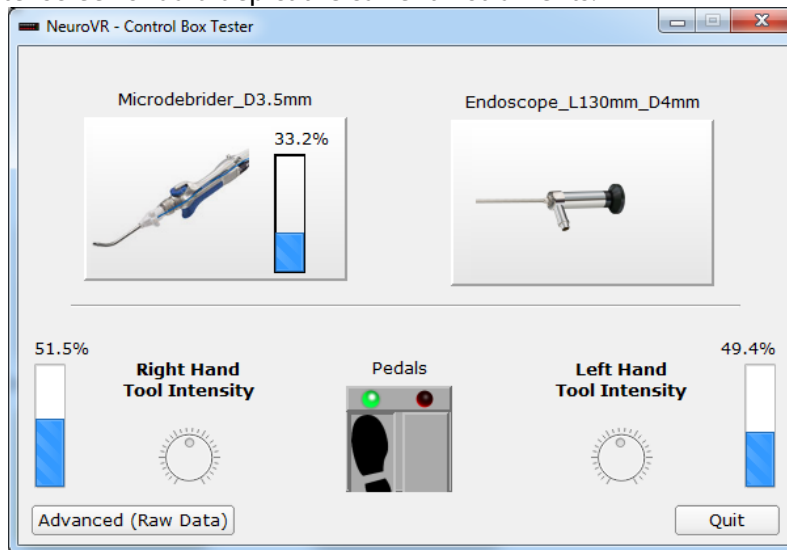 NeuroVR - Control Box Tester
Microdebrider_D3.5mm
Endoscope_L130mm_D4mm
33.2%
51.5%
Right Hand
Tool Intensity
Pedals
Left Hand
Tool Intensity
49.4%
Advanced (Raw Data)
Quit